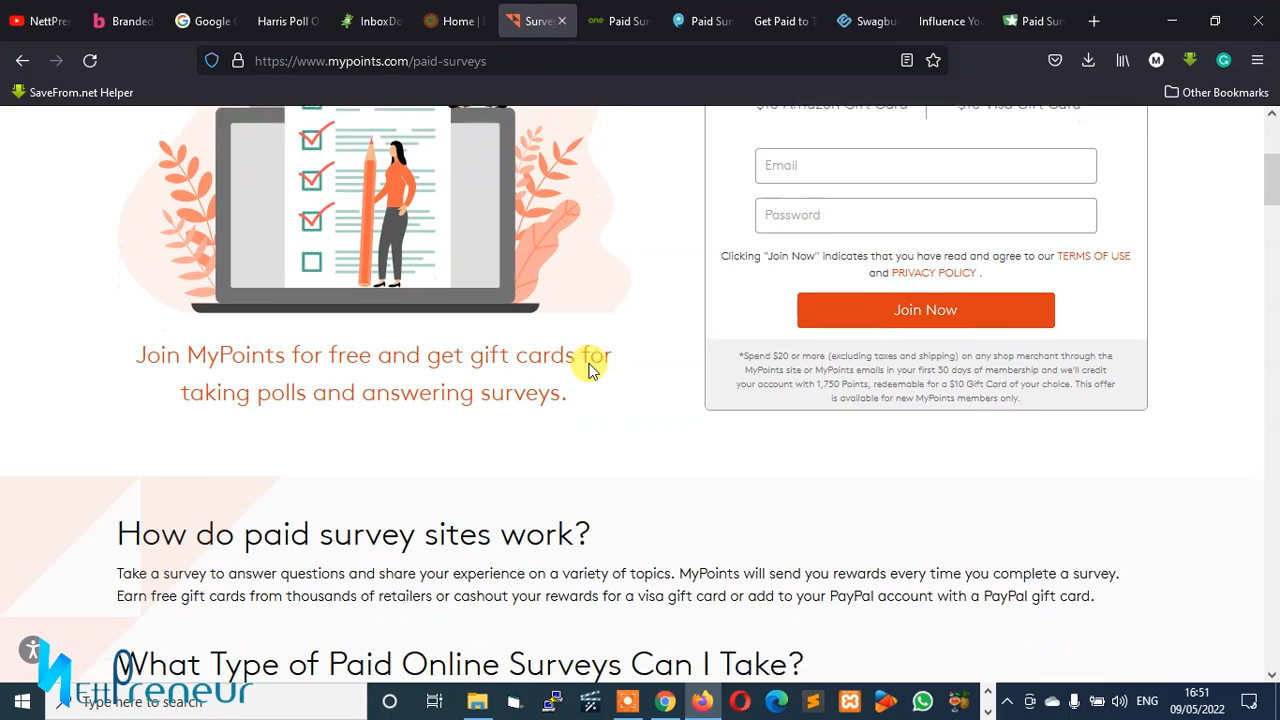 NettPre
Branded
Google
Harris Poll O
InboxDo
Home |
Surve
Paid Sur
Paid Sur
Get Paid to T
Swagbu
Influence Yo
Paid Sur
https://www.mypoints.com/paid-surveys
SaveFrom.net Helper
Other Bookmarks
$10 Amazon Gift Card
$10 Visa Gift Card
Email
Password
Clicking "Join Now" indicates that you have read and agree to our TERMS OF USE
and PRIVACY POLICY .
Join Now
Join MyPoints for free and get gift cards for
taking polls and answering surveys.
*Spend $20 or more (excluding taxes and shipping) on any shop merchant through the
MyPoints site or MyPoints emails in your first 30 days of membership and we'll credit
your account with 1,750 Points, redeemable for a $10 Gift Card of your choice. This offer
is available for new MyPoints members only.
How do paid survey sites work?
Take a survey to answer questions and share your experience on a variety of topics. MyPoints will send you rewards every time you complete a survey.
Earn free gift cards from thousands of retailers or cashout your rewards for a visa gift card or add to your PayPal account with a PayPal gift card.
What Type of Paid Online Surveys Can I Take?
NettPreneur
Type here to search
ENG
16:51
09/05/2022